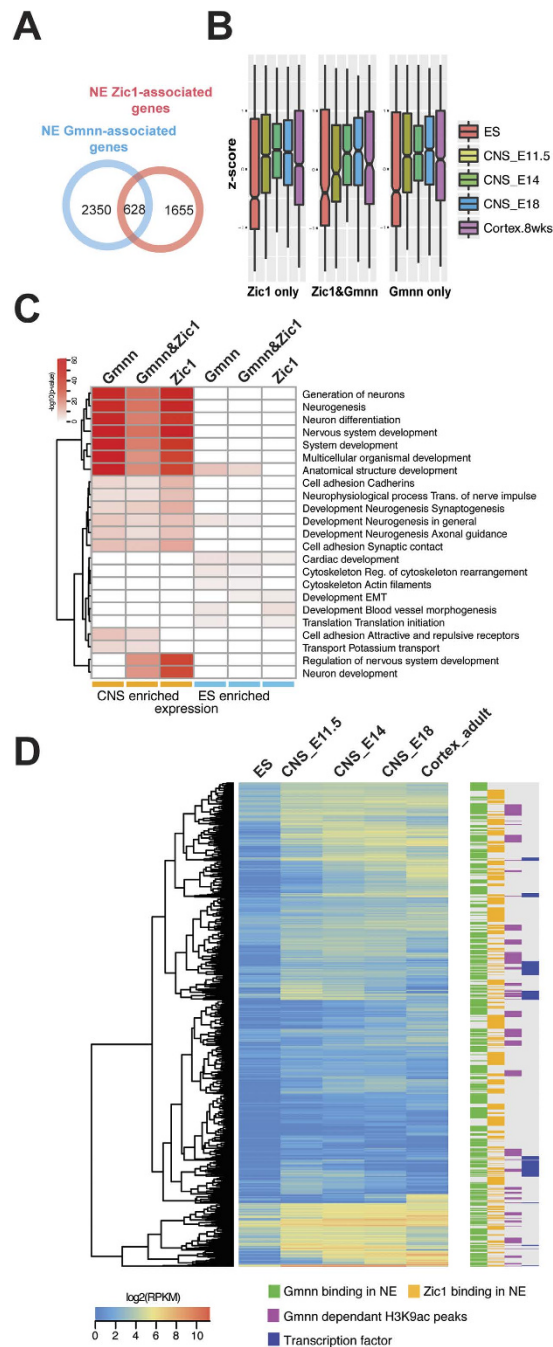 A
NE Zic1-associated
genes
NE Gmnn-associated
genes
2350
628
1655
B
z-score
Zic1 only
Zic1&Gmnn
Gmnn only
ES
CNS_E11.5
CNS_E14
CNS_E18
Cortex.8wks
C
-log10(p-value)
0 20 40 60
Gmnn
Gmnn&Zic1
Zic1
Gmnn
Gmnn&Zic1
Zic1
Generation of neurons
Neurogenesis
Neuron differentiation
Nervous system development
System development
Multicellular organismal development
Anatomical structure development
Cell adhesion Cadherins
Neurophysiological process Trans. of nerve impulse
Development Neurogenesis Synaptogenesis
Development Neurogenesis in general
Development Neurogenesis Axonal guidance
Cell adhesion Synaptic contact
Cardiac development
Cytoskeleton Reg. of cytoskeleton rearrangement
Cytoskeleton Actin filaments
Development EMT
Development Blood vessel morphogenesis
Translation Translation initiation
Cell adhesion Attractive and repulsive receptors
Transport Potassium transport
Regulation of nervous system development
Neuron development
CNS enriched
ES enriched
expression
D
ES
CNS_E11.5
CNS_E14
CNS_E18
Cortex_adult
log2(RPKM)
0 2 4 6 8 10
Gmnn binding in NE
Zic1 binding in NE
Gmnn dependant H3K9ac peaks
Transcription factor